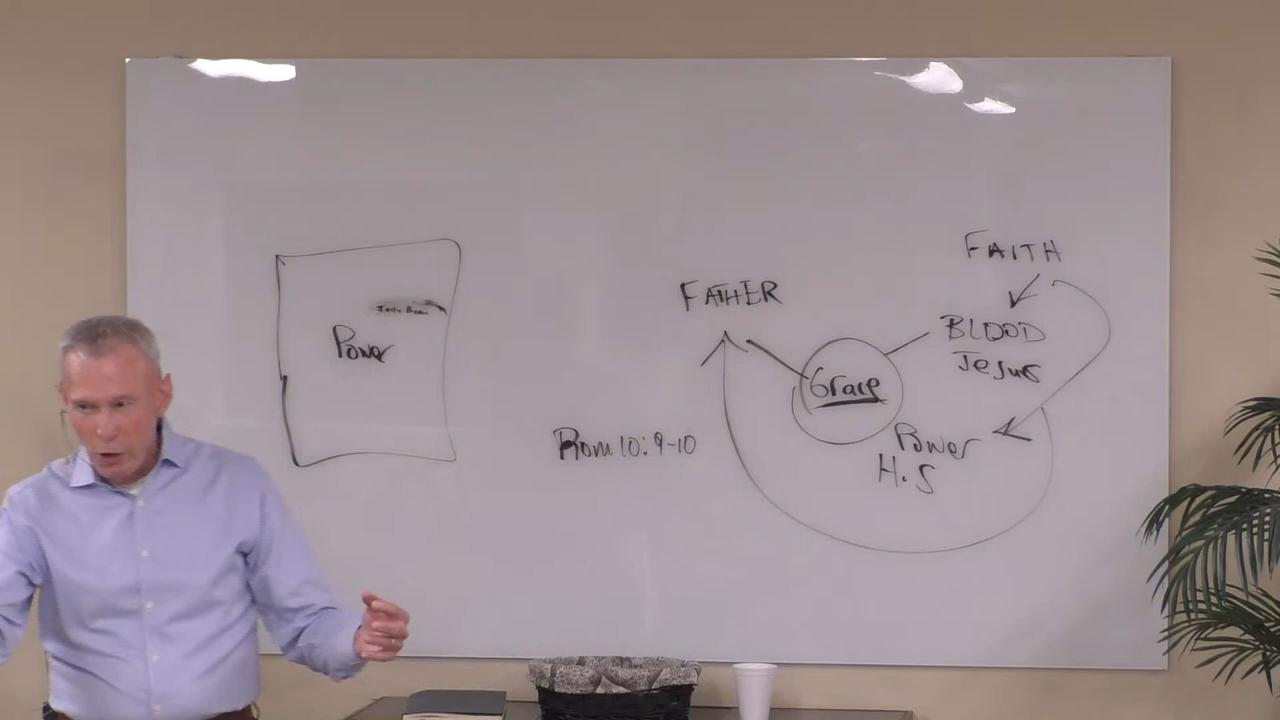 Power
FATHER
Grace
Rom 10:9-10
FAITH
BLOOD
Jesus
Power
H.S